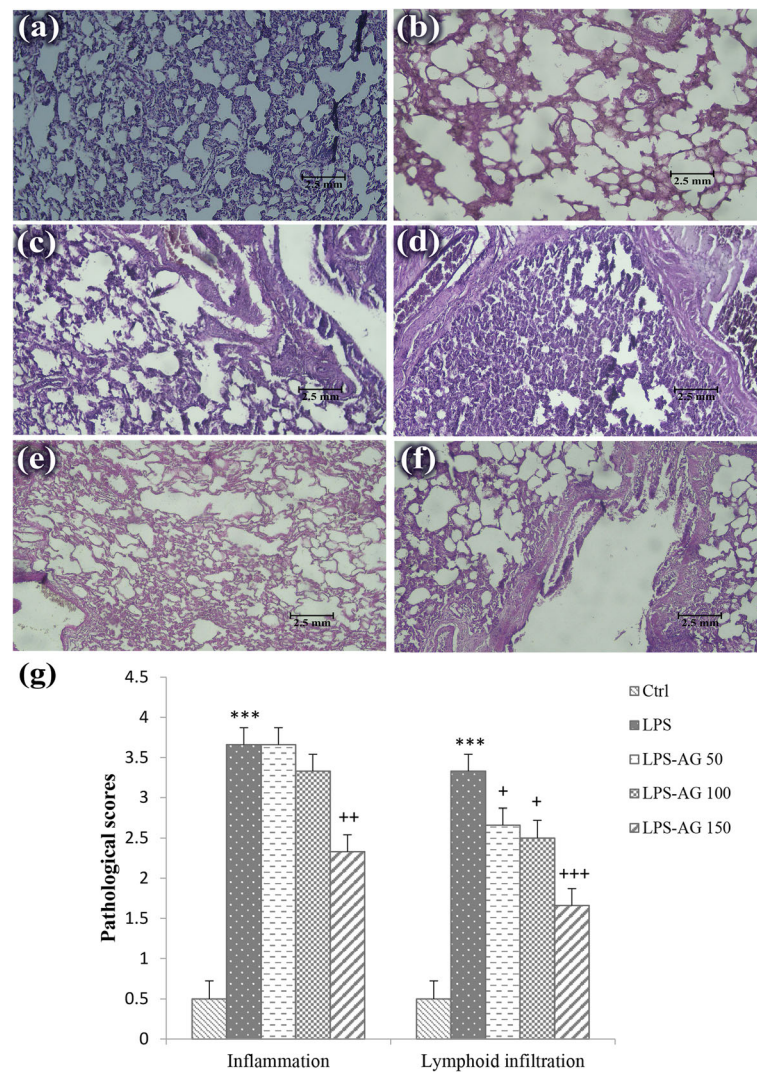 (a)
2.5 mm
(b)
2.5 mm
(c)
2.5 mm
(d)
2.5 mm
(e)
2.5 mm
(f)
2.5 mm
(g)
4.5
4
3.5
3
2.5
2
1.5
1
0.5
0
Pathological scores
***
++
***
+
+
+++
Inflammation
Lymphoid infiltration
Ctrl
LPS
LPS-AG 50
LPS-AG 100
LPS-AG 150